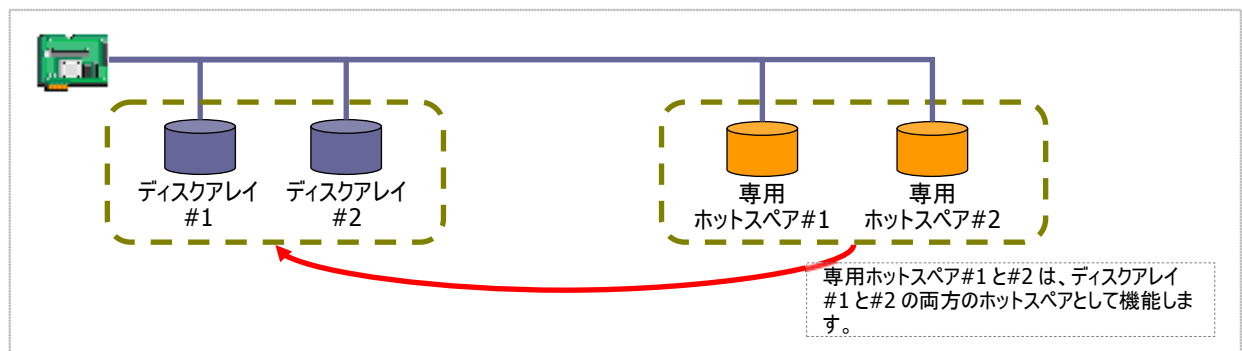 ディスクアレイ
#1
ディスクアレイ
#2
専用
ホットスペア#1
専用
ホットスペア#2
専用ホットスペア#1 と#2 は、ディスクアレイ
#1 と#2 の両方のホットスペアとして機能しま
す。